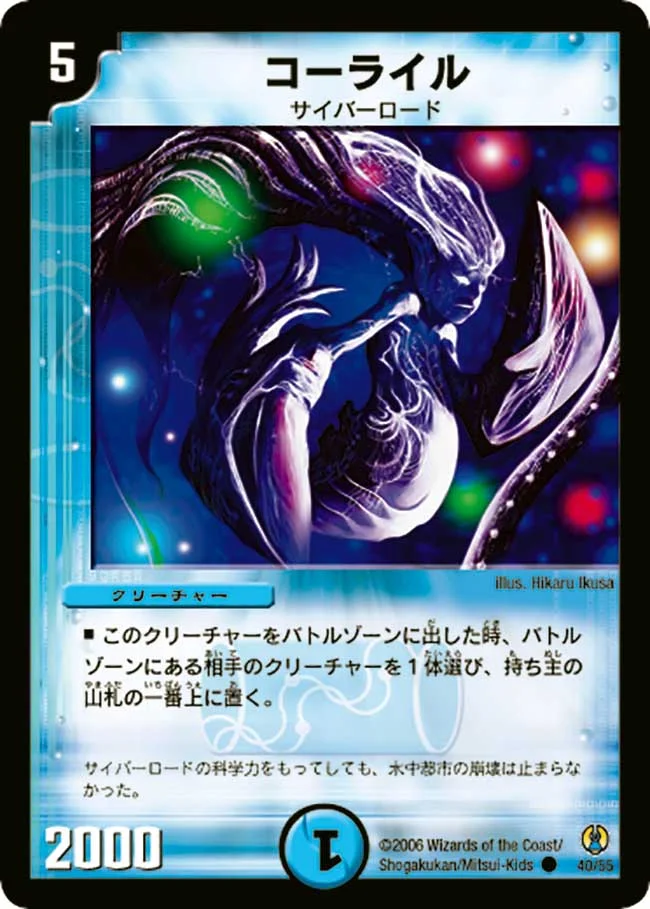 5
コーライル
サイバーロード
illus. Hikaru Ikusa
クリーチャー
■ このクリーチャーをバトルゾーンに出した時、バトル
ゾーンにある相手のクリーチャーを1体選び、持ち主の
山札の一番上に置く。
サイバーロードの科学力をもってしても、水中都市の崩壊は止まらな
かった。
2000
1
©2006 Wizards of the Coast/
Shogakukan/Mitsui-Kids
40/55